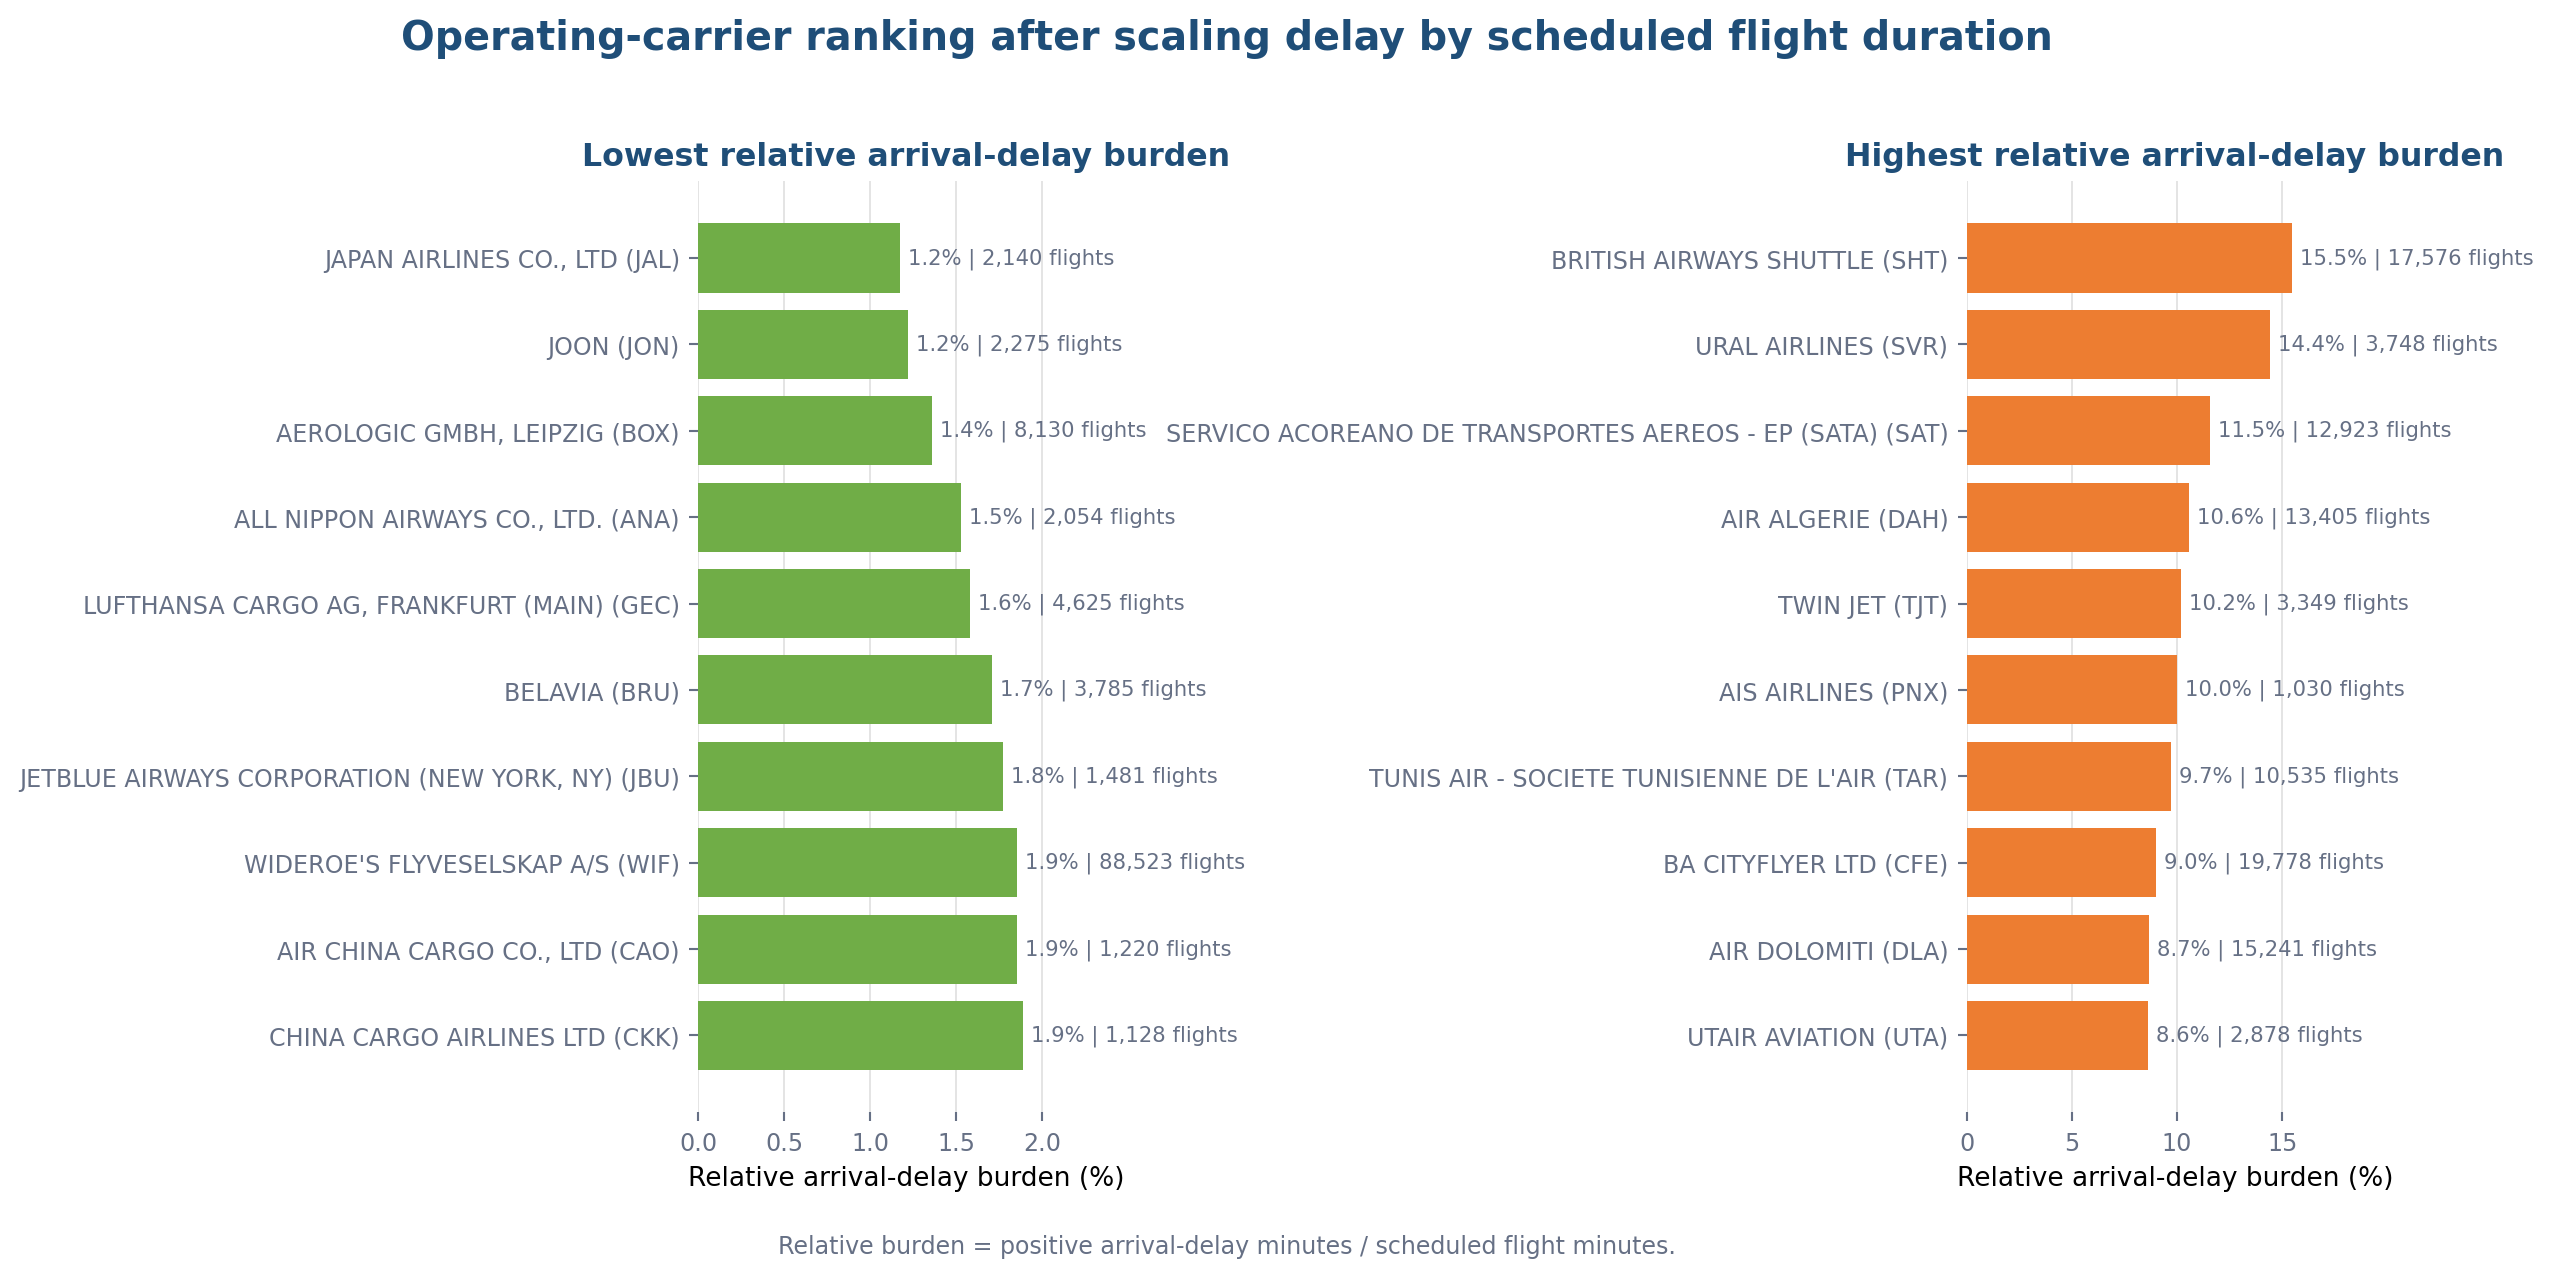 Operating-carrier ranking after scaling delay by scheduled flight duration
Lowest relative arrival-delay burden
JAPAN AIRLINES CO., LTD (JAL) 1.2% | 2,140 flights
JOON (JON) 1.2% | 2,275 flights
AEROLOGIC GMBH, LEIPZIG (BOX) 1.4% | 8,130 flights
ALL NIPPON AIRWAYS CO., LTD. (ANA) 1.5% | 2,054 flights
LUFTHANSA CARGO AG, FRANKFURT (MAIN) (GEC) 1.6% | 4,625 flights
BELAVIA (BRU) 1.7% | 3,785 flights
JETBLUE AIRWAYS CORPORATION (NEW YORK, NY) (JBU) 1.8% | 1,481 flights
WIDEROE'S FLYVESELSKAP A/S (WIF) 1.9% | 88,523 flights
AIR CHINA CARGO CO., LTD (CAO) 1.9% | 1,220 flights
CHINA CARGO AIRLINES LTD (CKK) 1.9% | 1,128 flights
0.0 0.5 1.0 1.5 2.0
Relative arrival-delay burden (%)
Highest relative arrival-delay burden
BRITISH AIRWAYS SHUTTLE (SHT) 15.5% | 17,576 flights
URAL AIRLINES (SVR) 14.4% | 3,748 flights
SERVICO ACOREANO DE TRANSPORTES AEREOS - EP (SATA) (SAT) 11.5% | 12,923 flights
AIR ALGERIE (DAH) 10.6% | 13,405 flights
TWIN JET (TJT) 10.2% | 3,349 flights
AIS AIRLINES (PNX) 10.0% | 1,030 flights
TUNIS AIR - SOCIETE TUNISIENNE DE L'AIR (TAR) 9.7% | 10,535 flights
BA CITYFLYER LTD (CFE) 9.0% | 19,778 flights
AIR DOLOMITI (DLA) 8.7% | 15,241 flights
UTAIR AVIATION (UTA) 8.6% | 2,878 flights
0 5 10 15
Relative arrival-delay burden (%)
Relative burden = positive arrival-delay minutes / scheduled flight minutes.